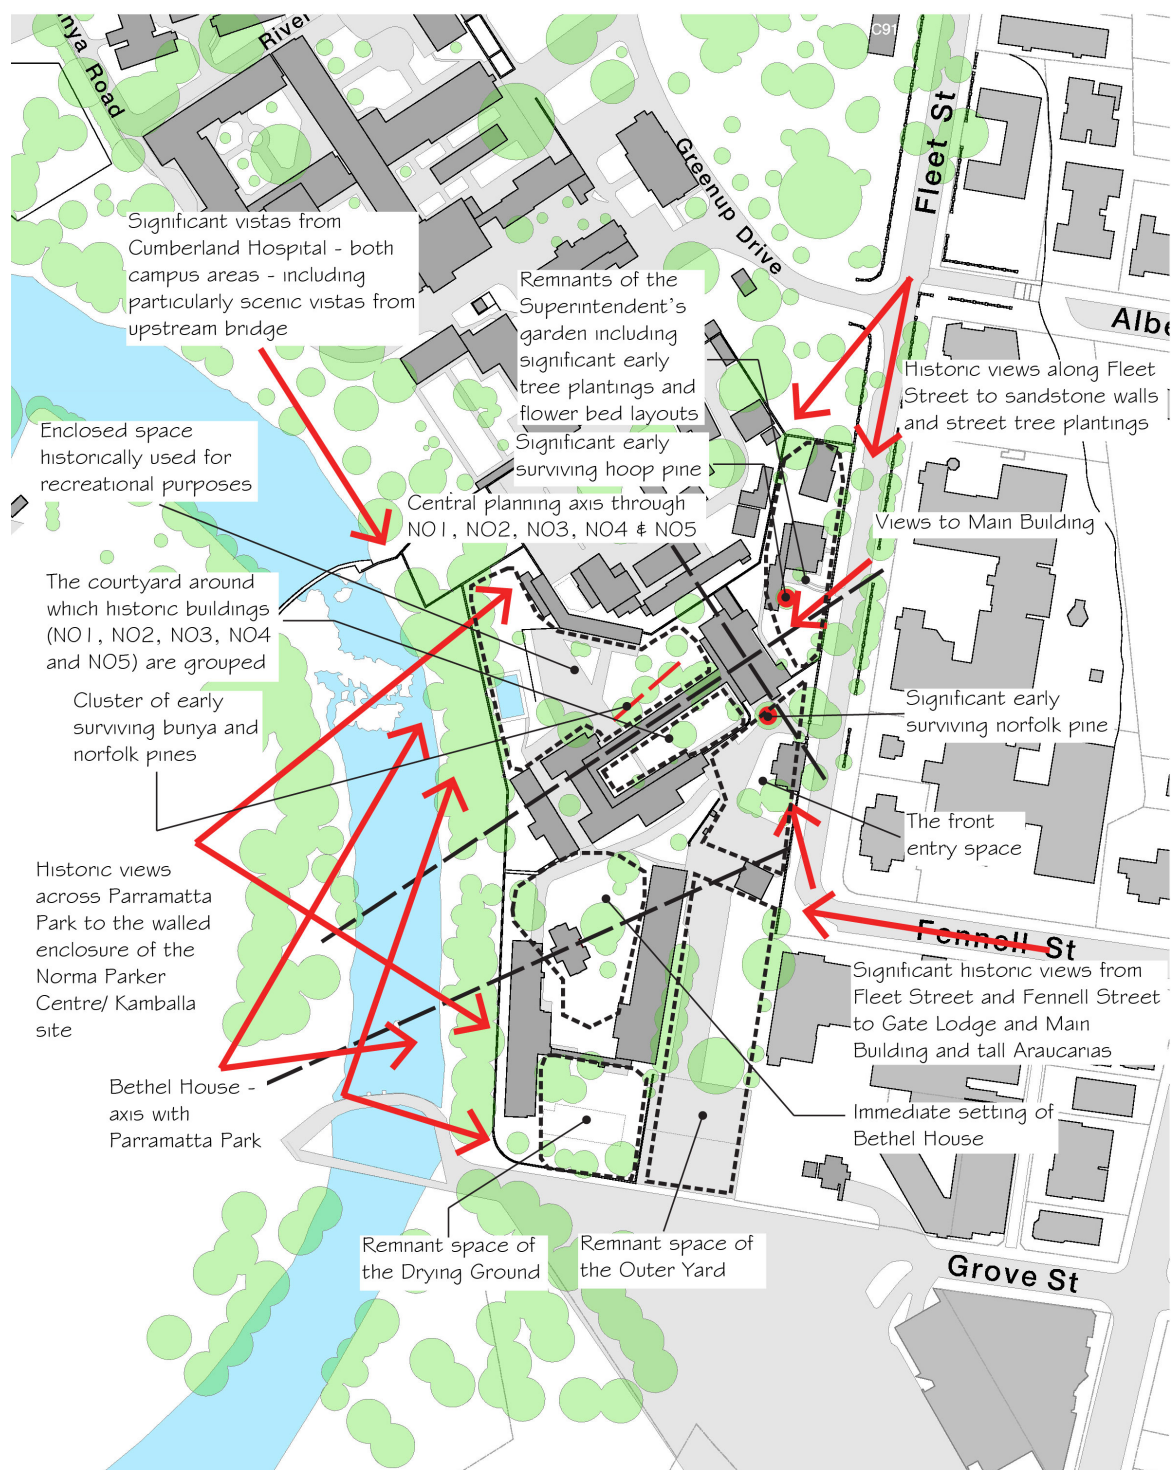 nya Road
River
C91
Fleet St
Greenup Drive
Significant vistas from
Cumberland Hospital - both
campus areas - including
particularly scenic vistas from
upstream bridge
Remnants of the
Superintendent's
garden including
significant early
tree plantings and
flower bed layouts
Albe
Historic views along Fleet
Street to sandstone walls
and street tree plantings
Enclosed space
historically used for
recreational purposes
Significant early
surviving hoop pine
Central planning axis through
NO1, NO2, NO3, NO4 & NO5
Views to Main Building
The courtyard around
which historic buildings
(NO1, NO2, NO3, NO4
and NO5) are grouped
Cluster of early
surviving bunya and
norfolk pines
Significant early
surviving norfolk pine
The front
entry space
Historic views
across Parramatta
Park to the walled
enclosure of the
Norma Parker
Centre/ Kamballa
site
Fennell St
Significant historic views from
Fleet Street and Fennell Street
to Gate Lodge and Main
Building and tall Araucarias
Bethel House -
axis with
Parramatta Park
Immediate setting of
Bethel House
Remnant space of
the Drying Ground
Remnant space of
the Outer Yard
Grove St